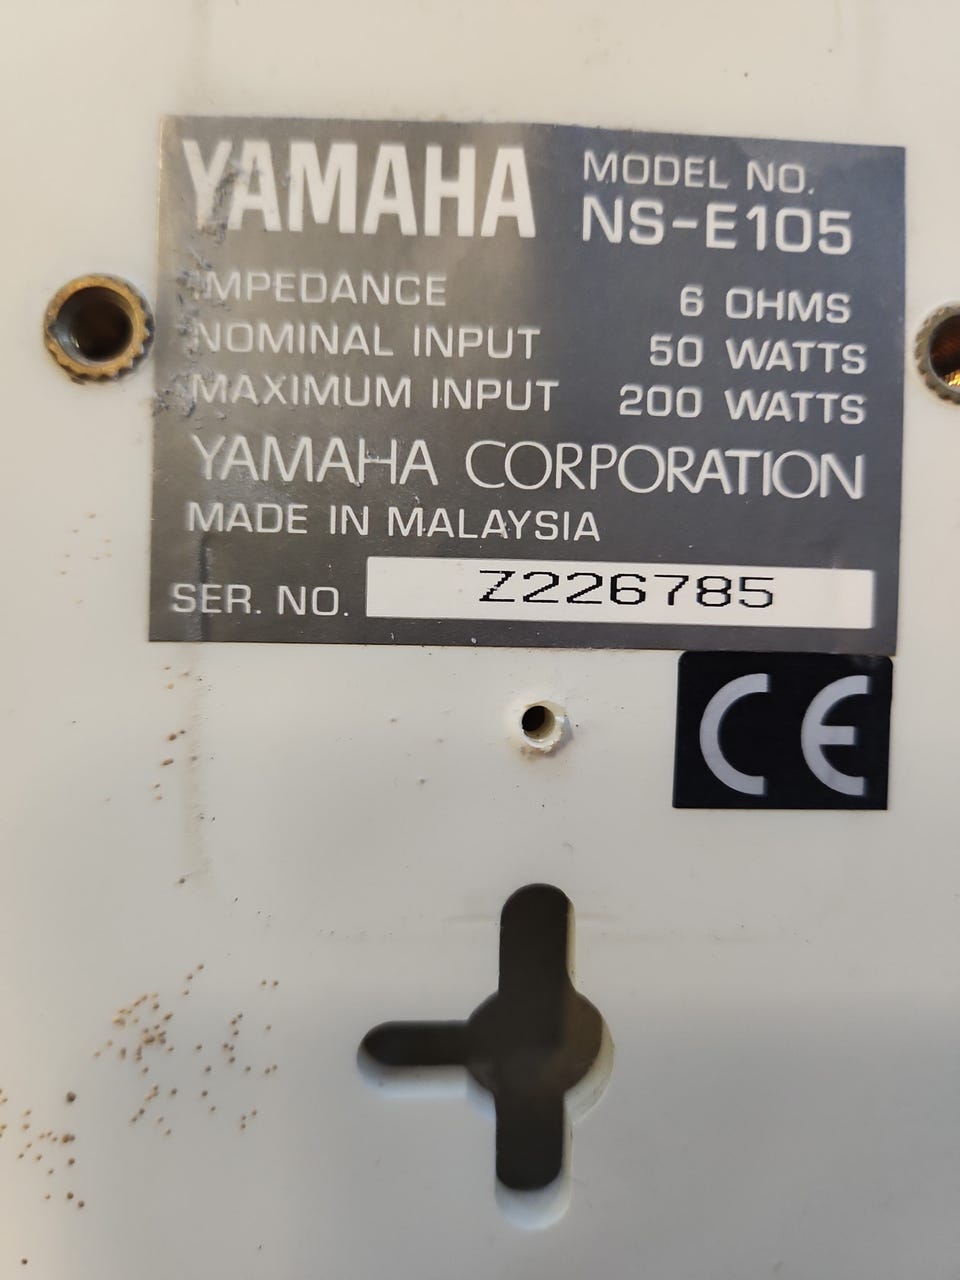 YAMAHA
MODEL NO.
NS-E105
IMPEDANCE 6 OHMS
NOMINAL INPUT 50 WATTS
MAXIMUM INPUT 200 WATTS
YAMAHA CORPORATION
MADE IN MALAYSIA
SER. NO. Z226785
CE